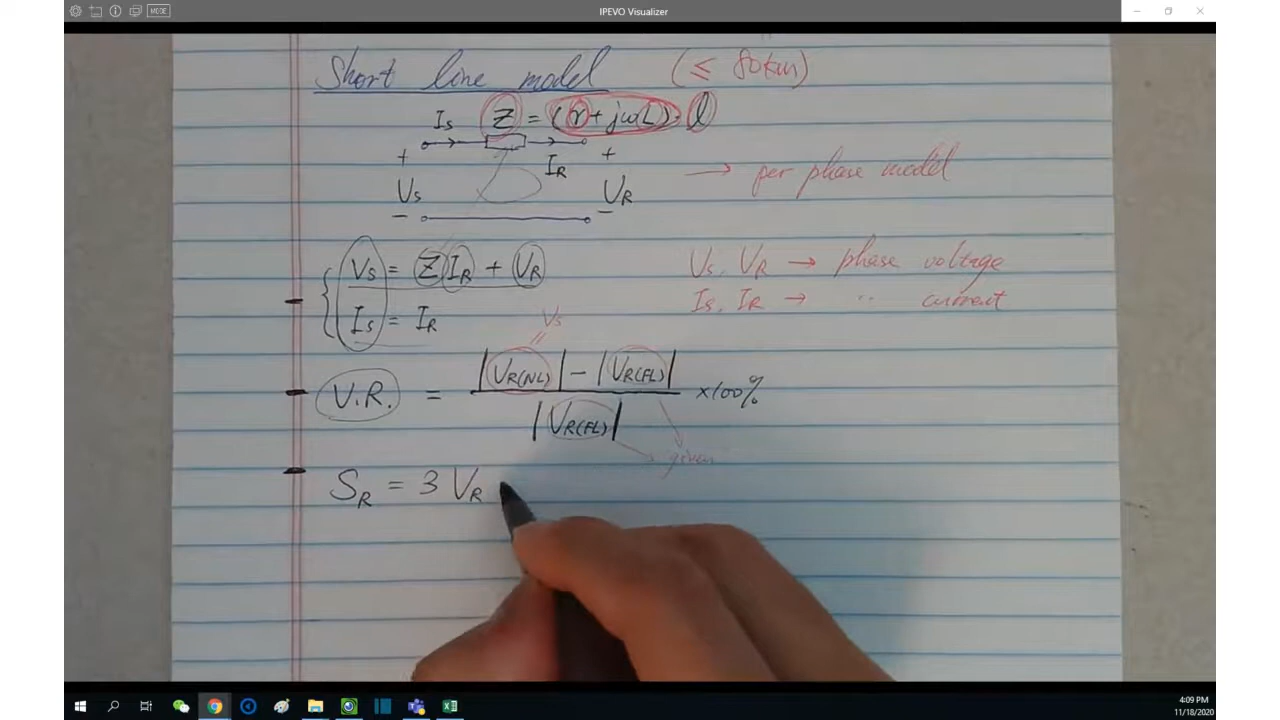 IPEVO Visualizer
MODE
Short line model (≤ 80km)
Is Z = (r + jωL)·l
+ IR +
Vs VR → per phase model
− −
Vs = Z IR + VR Vs, VR → phase voltage
Is = IR Is, IR → ·· current
Vs
V.R. = |VR(NL)| − |VR(FL)| ×100%
|VR(FL)|
given
SR = 3 VR
4:09 PM
11/18/2020